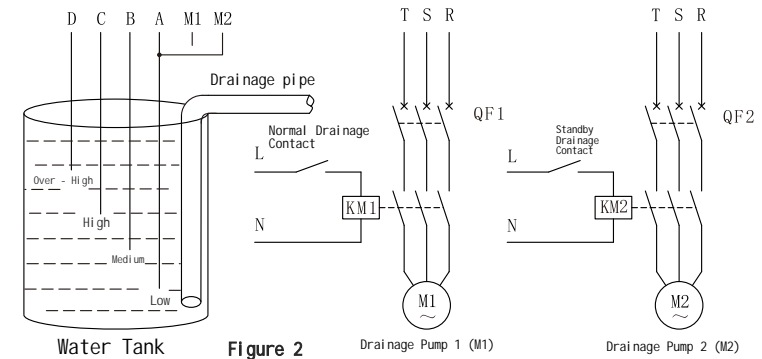 D C B A M1 M2
T S R
T S R
Drainage pipe
QF1
QF2
Normal Drainage
Contact
Standby
Drainage
Contact
L
L
Over - High
KM1
KM2
High
N
N
Medium
Low
M1
~
M2
~
Water Tank
Figure 2
Drainage Pump 1 (M1)
Drainage Pump 2 (M2)